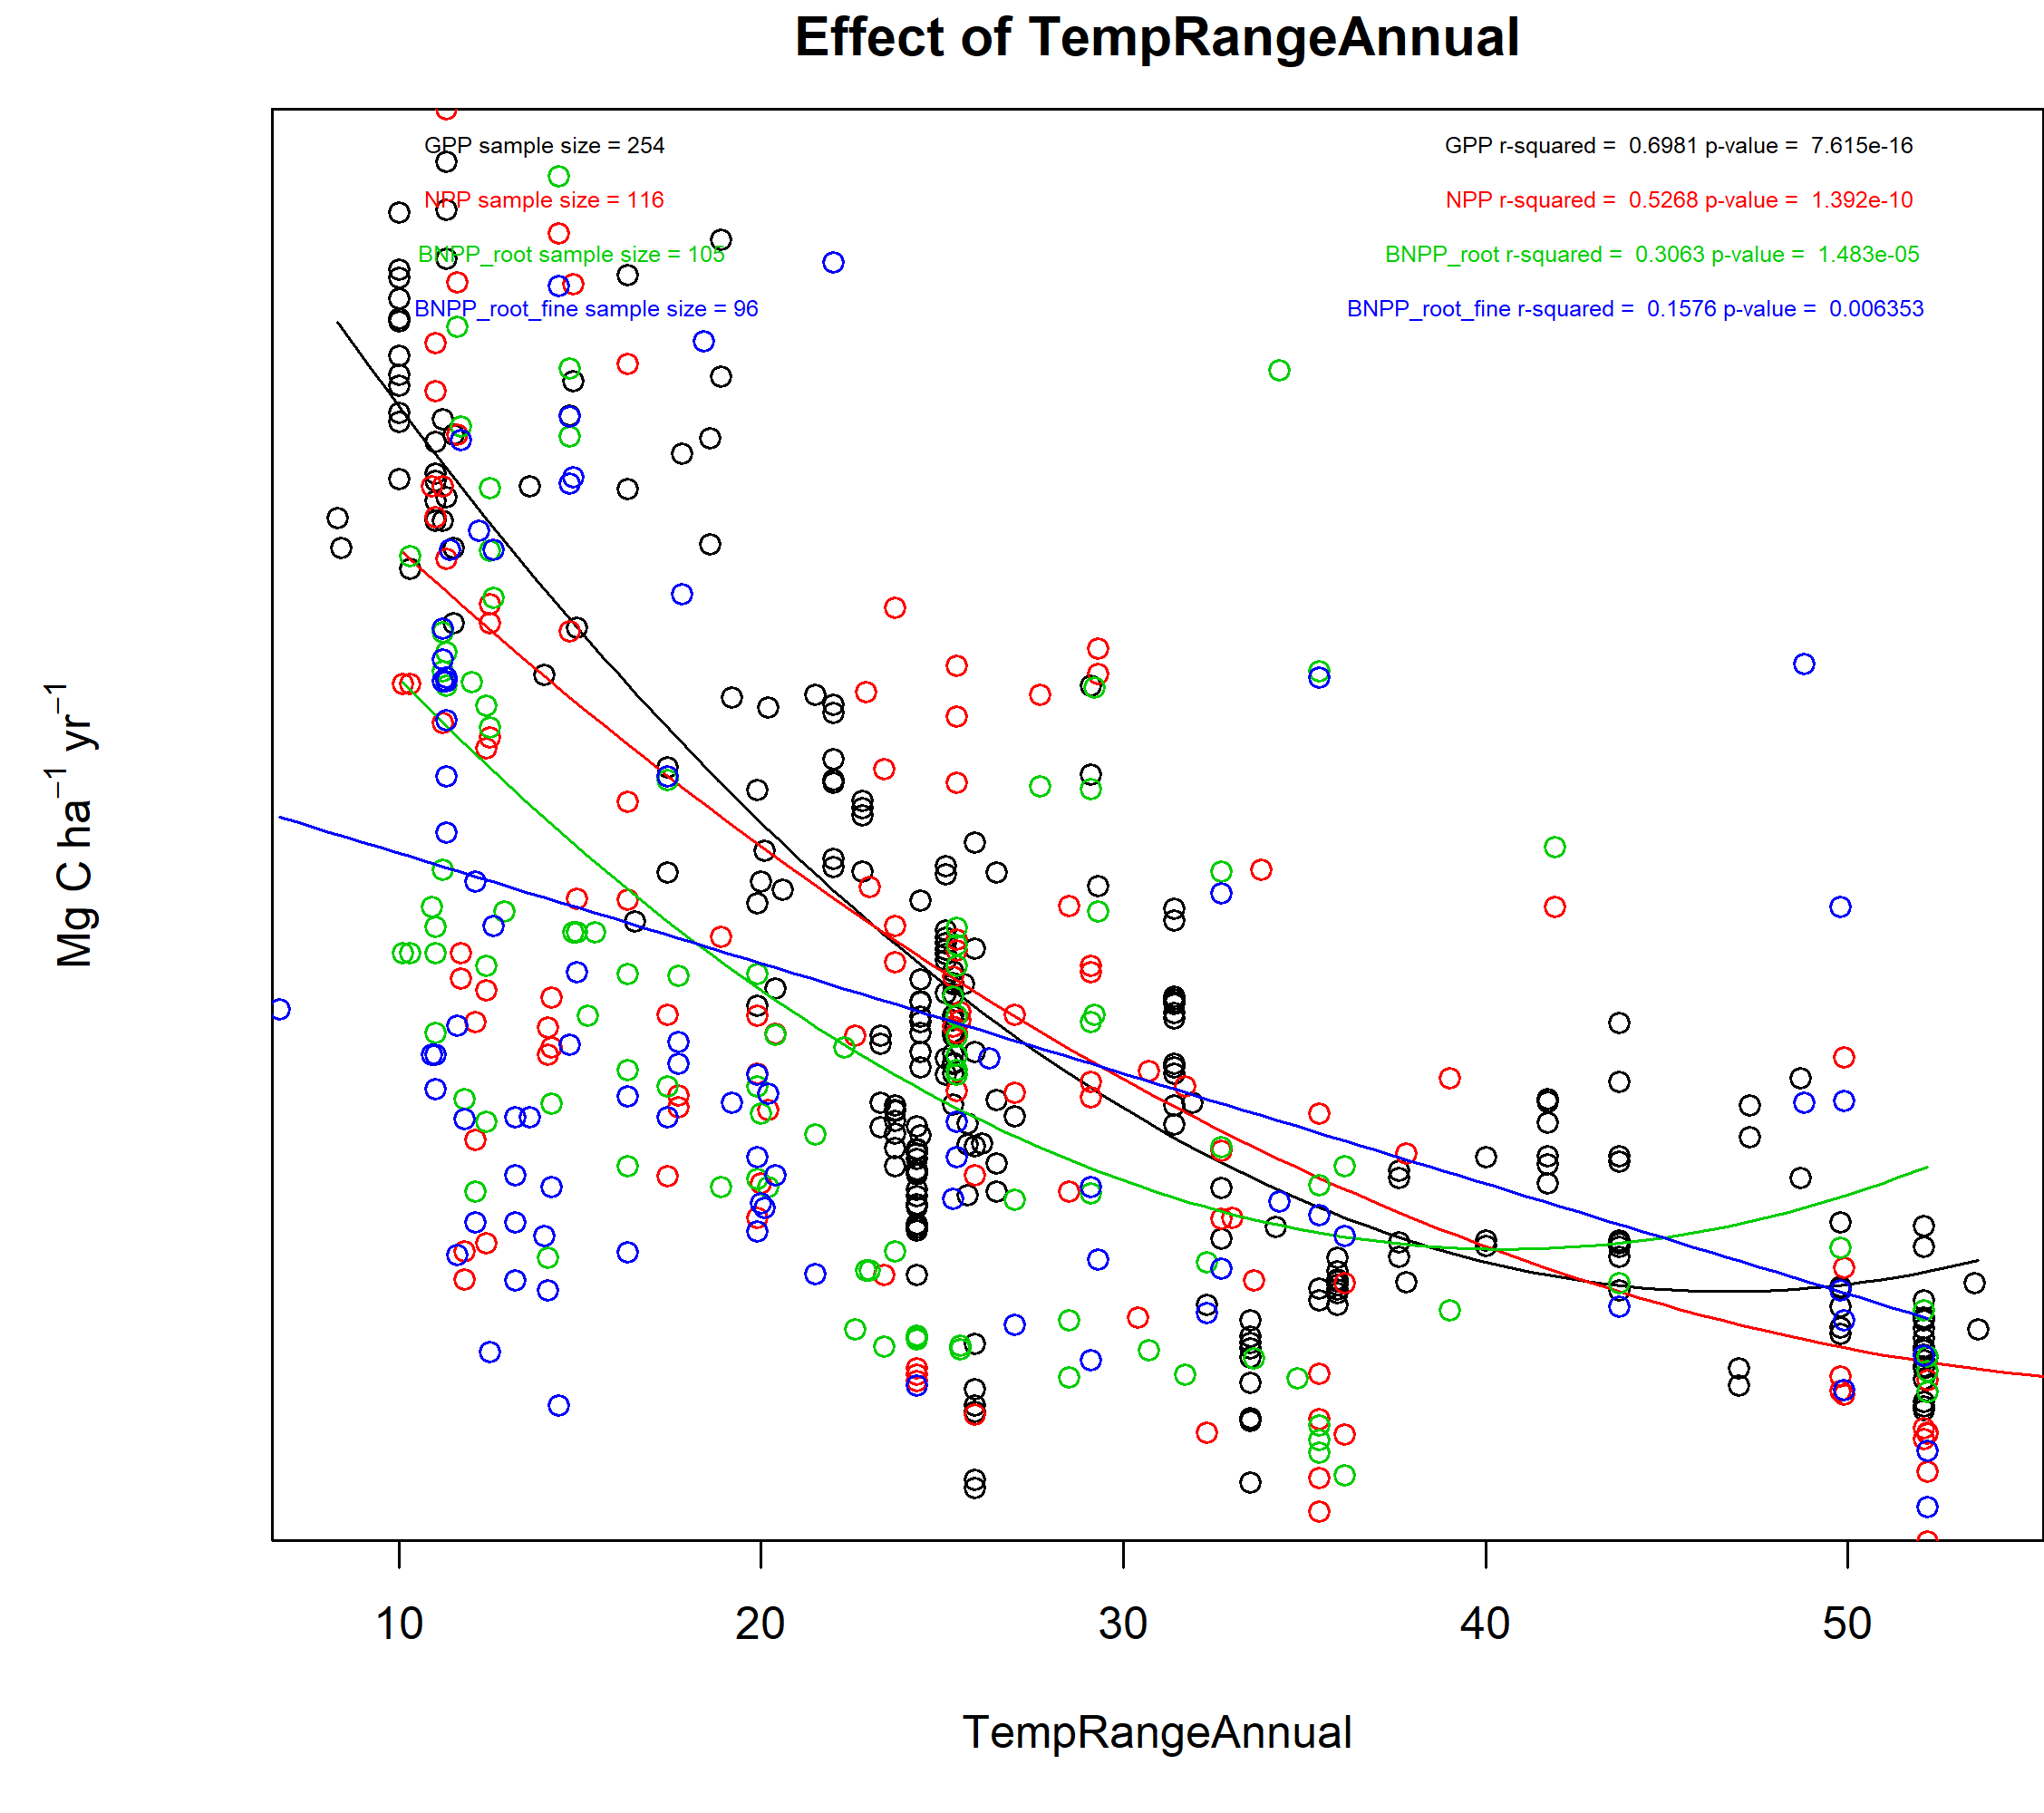 Effect of TempRangeAnnual
GPP sample size = 254
GPP r-squared = 0.6981 p-value = 7.615e-16
NPP sample size = 116
NPP r-squared = 0.5268 p-value = 1.392e-10
BNPP_root sample size = 105
BNPP_root r-squared = 0.3063 p-value = 1.483e-05
BNPP_root_fine sample size = 96
BNPP_root_fine r-squared = 0.1576 p-value = 0.006353
Mg C ha⁻¹ yr⁻¹
10 20 30 40 50
TempRangeAnnual